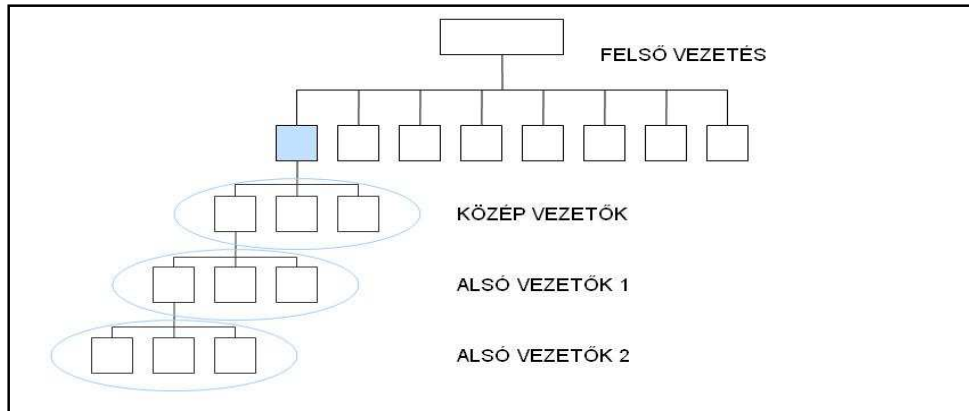 FELSŐ VEZETÉS
KÖZÉP VEZETŐK
ALSÓ VEZETŐK 1
ALSÓ VEZETŐK 2